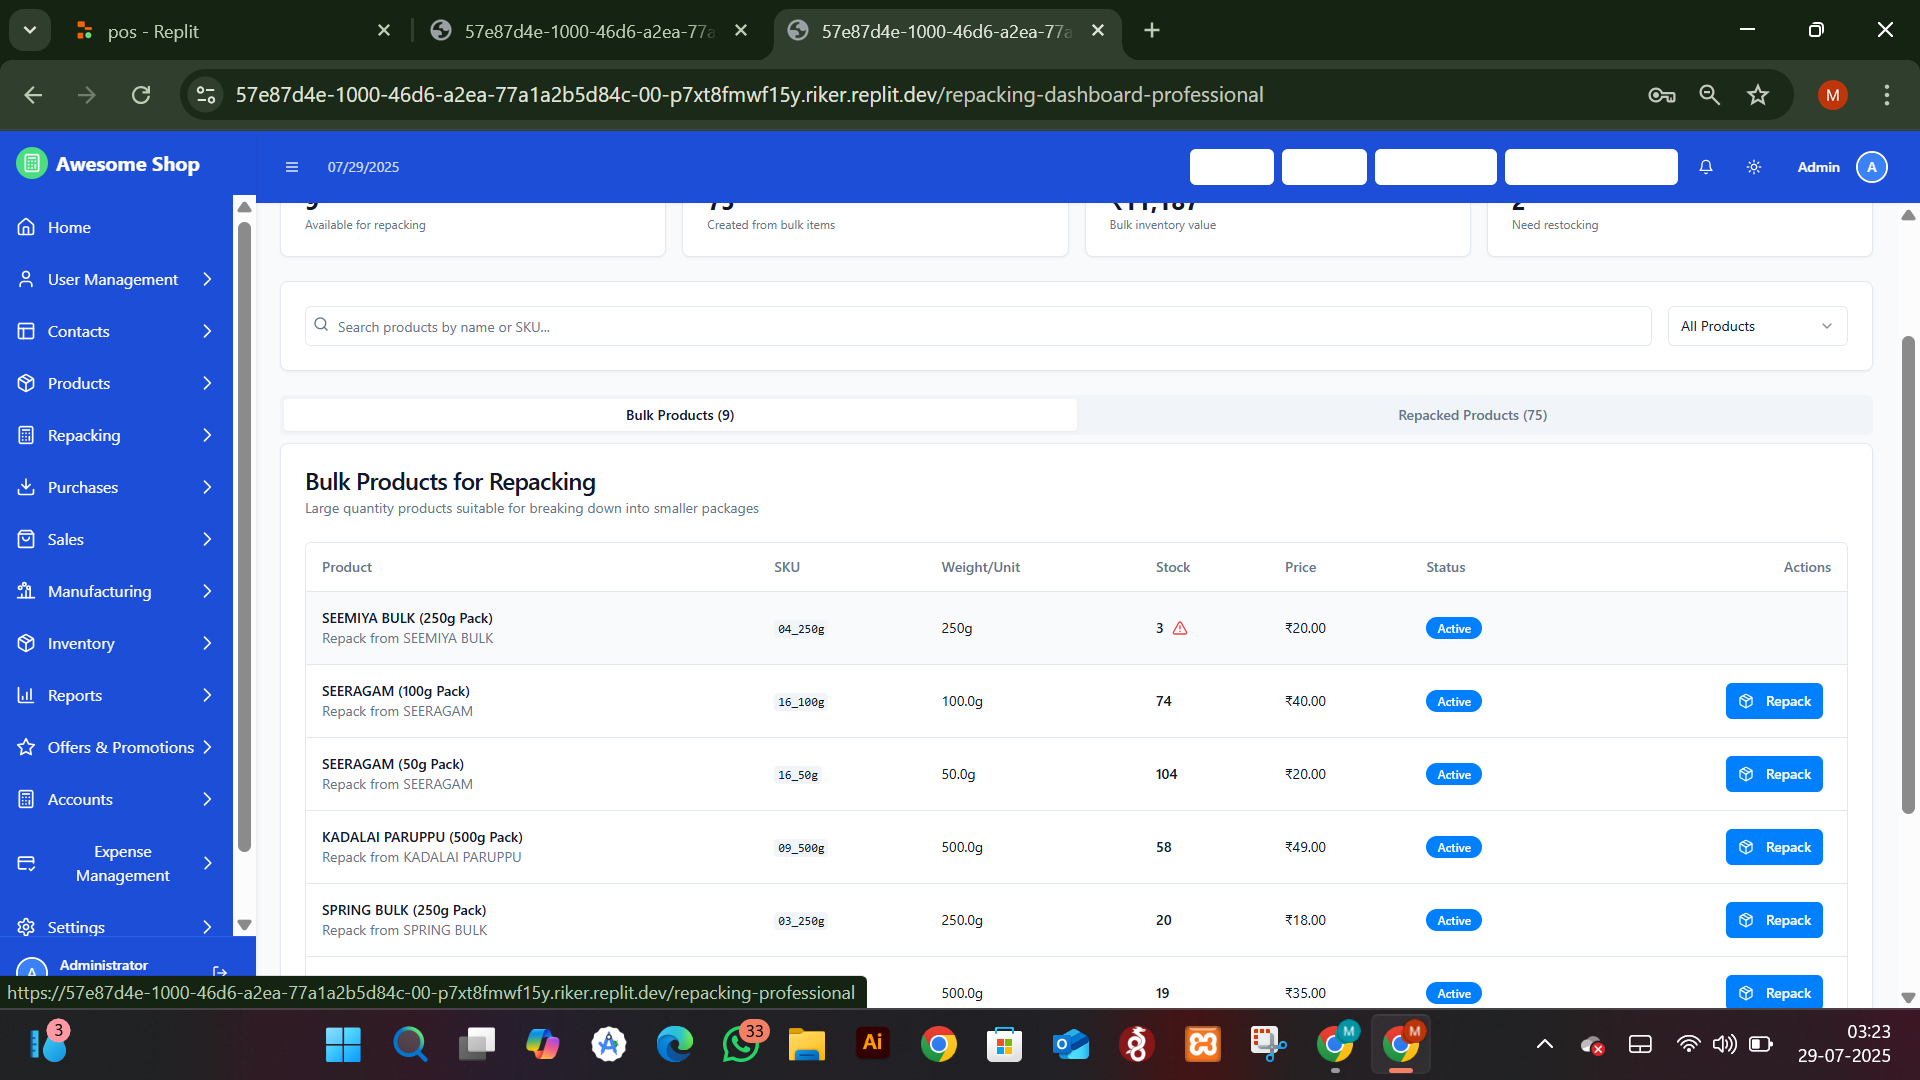 pos - Replit
57e87d4e-1000-46d6-a2ea-77a
57e87d4e-1000-46d6-a2ea-77a
57e87d4e-1000-46d6-a2ea-77a1a2b5d84c-00-p7xt8fmwf15y.riker.replit.dev/repacking-dashboard-professional
M
Awesome Shop
07/29/2025
Admin
A
Home
User Management
Contacts
Products
Repacking
Purchases
Sales
Manufacturing
Inventory
Reports
Offers & Promotions
Accounts
Expense
Management
Settings
A
Administrator
9
75
₹11,187
2
Available for repacking
Created from bulk items
Bulk inventory value
Need restocking
Search products by name or SKU...
All Products
Bulk Products (9)
Repacked Products (75)
Bulk Products for Repacking
Large quantity products suitable for breaking down into smaller packages
Product SKU Weight/Unit Stock Price Status Actions
SEEMIYA BULK (250g Pack)
Repack from SEEMIYA BULK
04_250g 250g 3 ₹20.00 Active
SEERAGAM (100g Pack)
Repack from SEERAGAM
16_100g 100.0g 74 ₹40.00 Active Repack
SEERAGAM (50g Pack)
Repack from SEERAGAM
16_50g 50.0g 104 ₹20.00 Active Repack
KADALAI PARUPPU (500g Pack)
Repack from KADALAI PARUPPU
09_500g 500.0g 58 ₹49.00 Active Repack
SPRING BULK (250g Pack)
Repack from SPRING BULK
03_250g 250.0g 20 ₹18.00 Active Repack
500.0g 19 ₹35.00 Active Repack
https://57e87d4e-1000-46d6-a2ea-77a1a2b5d84c-00-p7xt8fmwf15y.riker.replit.dev/repacking-professional
3
33
Ai
M
M
03:23
29-07-2025